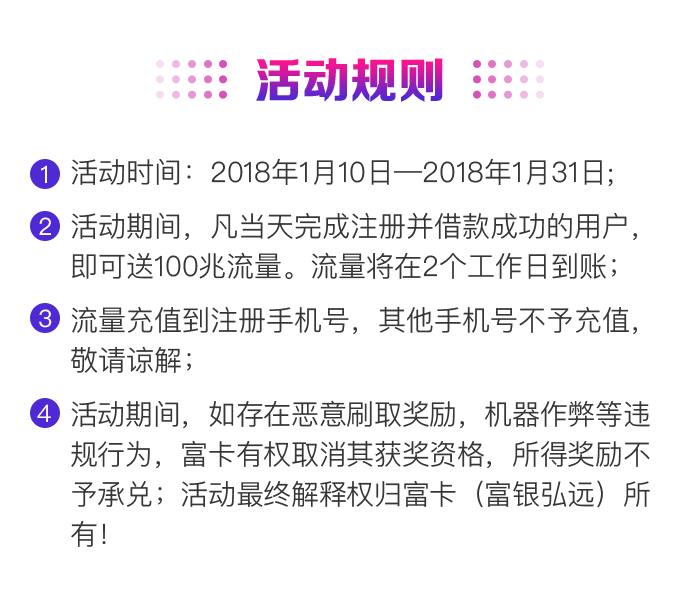 活动规则
1 活动时间：2018年1月10日—2018年1月31日;
2 活动期间，凡当天完成注册并借款成功的用户，
即可送100兆流量。流量将在2个工作日到账；
3 流量充值到注册手机号，其他手机号不予充值，
敬请谅解；
4 活动期间，如存在恶意刷取奖励，机器作弊等违
规行为，富卡有权取消其获奖资格，所得奖励不
予承兑；活动最终解释权归富卡（富银弘远）所
有！